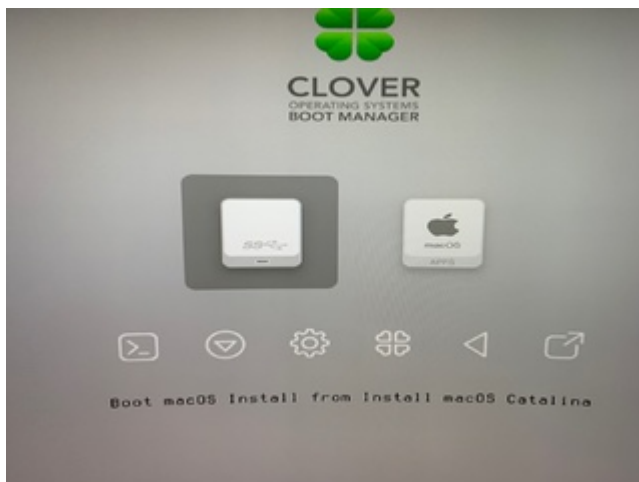 CLOVER
OPERATING SYSTEMS
BOOT MANAGER
macOS
APFS
Boot macOS Install from Install macOS Catalina